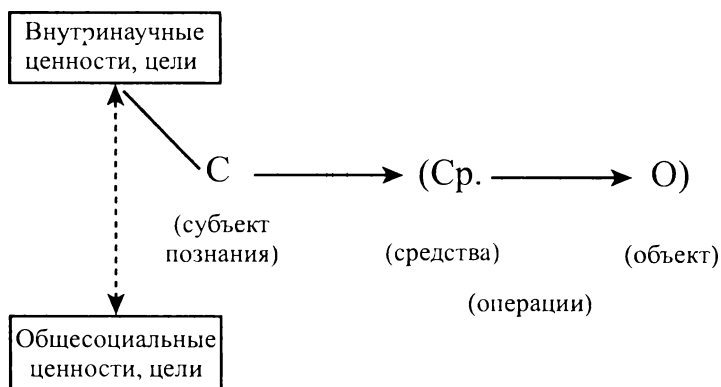 Внутринаучные
ценности, цели
С (Ср. О)
(субъект
познания) (средства) (объект)
(операции)
Общесоциальные
ценности, цели